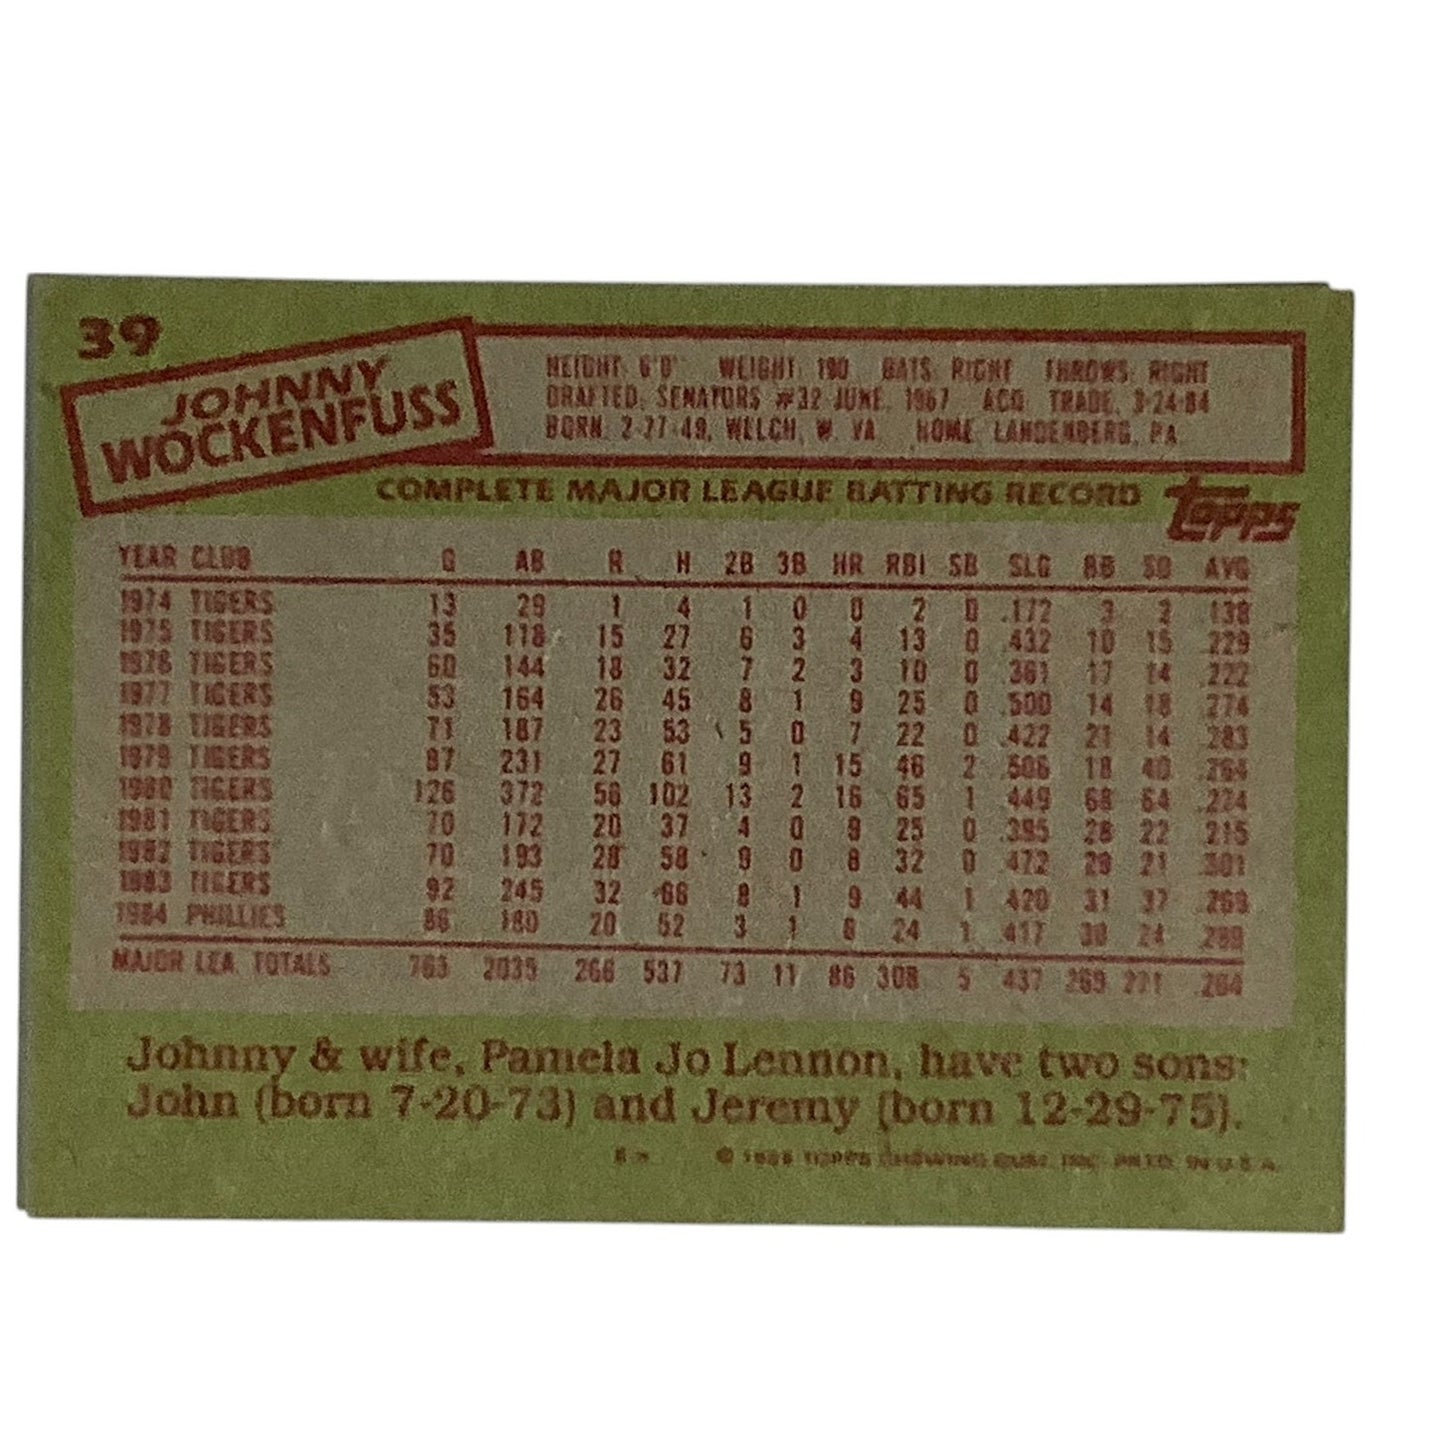 39
JOHNNY
WOCKENFUSS
HEIGHT: 6'0" WEIGHT: 190 BATS: RIGHT THROWS: RIGHT
DRAFTED: SENATORS #32-JUNE, 1967 ACQ: TRADE, 3-24-84
BORN: 2-27-49, WELCH, W. VA. HOME: LANDENBERG, PA.
COMPLETE MAJOR LEAGUE BATTING RECORD
topps
YEAR CLUB G AB R H 2B 3B HR RBI SB SLG BB SO AVG
1974 TIGERS 13 29 1 4 1 0 0 2 0 .172 3 2 .138
1975 TIGERS 35 118 15 27 6 3 4 13 0 .432 10 15 .229
1976 TIGERS 60 144 18 32 7 2 3 10 0 .361 17 14 .222
1977 TIGERS 53 164 26 45 8 1 9 25 0 .500 14 18 .274
1978 TIGERS 71 187 23 53 5 0 7 22 0 .422 21 14 .283
1979 TIGERS 87 231 27 61 9 1 15 46 2 .506 18 40 .264
1980 TIGERS 126 372 56 102 13 2 16 65 1 .449 68 64 .274
1981 TIGERS 70 172 20 37 4 0 9 25 0 .395 28 22 .215
1982 TIGERS 70 193 28 58 9 0 8 32 0 .472 29 21 .301
1983 TIGERS 92 245 32 66 8 1 9 44 1 .420 31 37 .269
1984 PHILLIES 86 180 20 52 3 1 6 24 1 .417 30 24 .289
MAJOR LEA. TOTALS 763 2035 266 537 73 11 86 308 5 .437 269 271 .264
Johnny & wife, Pamela Jo Lennon, have two sons:
John (born 7-20-73) and Jeremy (born 12-29-75).
© 1985 TOPPS CHEWING GUM, INC. PRTD. IN U.S.A.